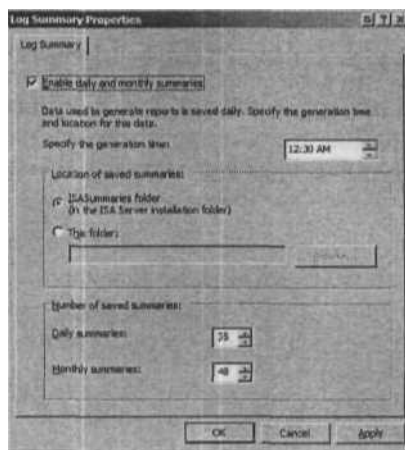 Log Summary Properties
Log Summary
Enable daily and monthly summaries
Data used to generate reports is saved daily. Specify the generation time
and location for this data.
Specify the generation time:
12:30 AM
Location of saved summaries:
ISASummaries folder
(in the ISA Server installation folder)
This folder:
Number of saved summaries:
Daily summaries:
35
Monthly summaries:
OK
Cancel
Apply